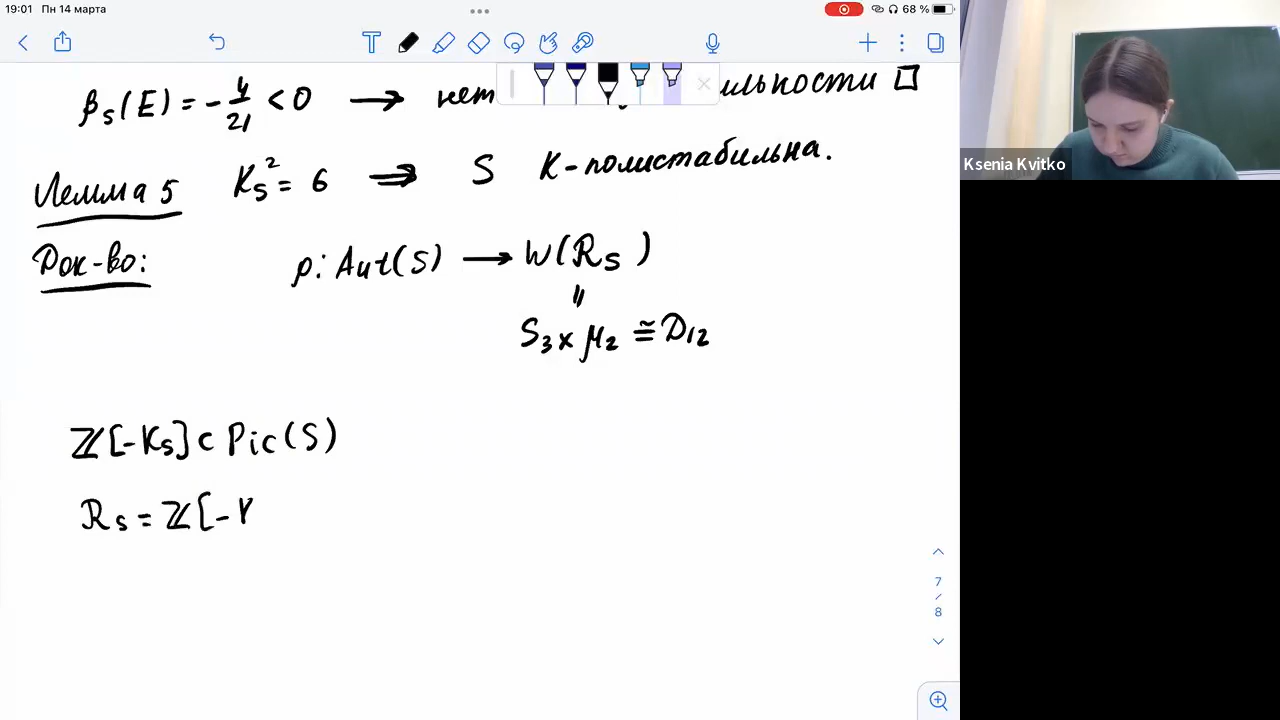 19:01 Пн 14 марта
68 %
β_S(E) = -4/21 < 0 → нет
ильности □
Лемма 5 K_S^2 = 6 ⇒ S K-полистабильна.
Док-во: ρ: Aut(S) → W(R_S)
=
S_3 × μ_2 ≅ D_12
ℤ[-K_S] ⊂ Pic(S)
R_S = ℤ[-K
7
/
8
Ksenia Kvitko